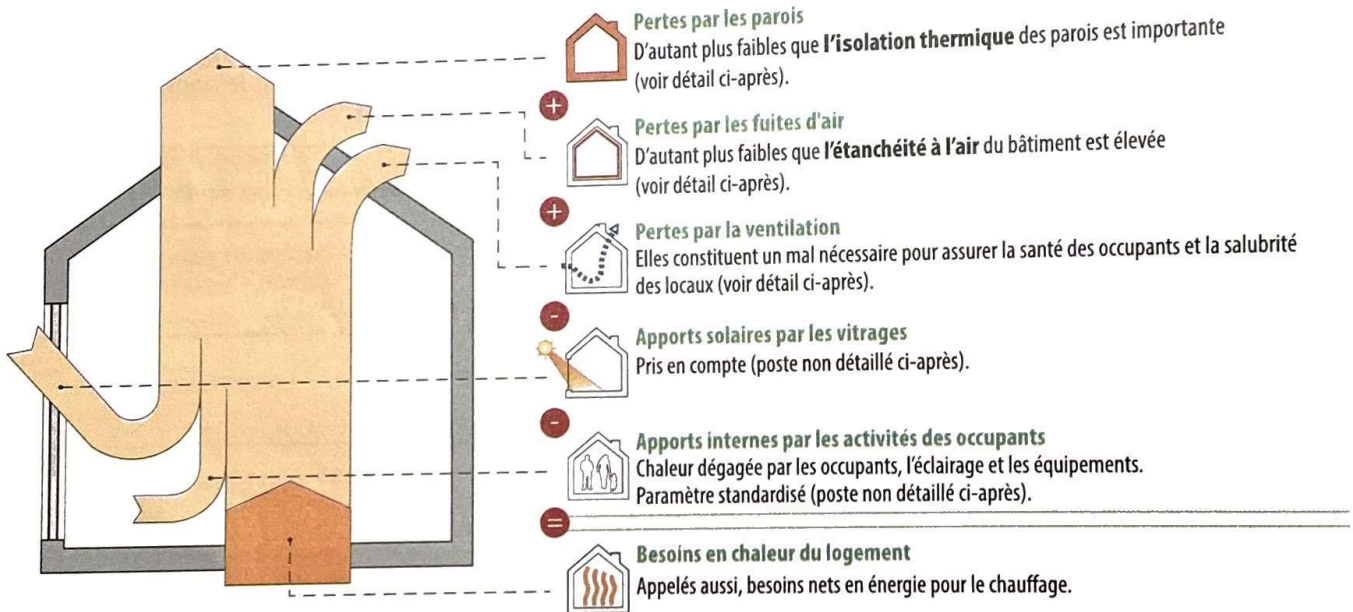 Pertes par les parois
D'autant plus faibles que l'isolation thermique des parois est importante
(voir détail ci-après).
+
Pertes par les fuites d'air
D'autant plus faibles que l'étanchéité à l'air du bâtiment est élevée
(voir détail ci-après).
+
Pertes par la ventilation
Elles constituent un mal nécessaire pour assurer la santé des occupants et la salubrité
des locaux (voir détail ci-après).
-
Apports solaires par les vitrages
Pris en compte (poste non détaillé ci-après).
-
Apports internes par les activités des occupants
Chaleur dégagée par les occupants, l'éclairage et les équipements.
Paramètre standardisé (poste non détaillé ci-après).
=
Besoins en chaleur du logement
Appelés aussi, besoins nets en énergie pour le chauffage.